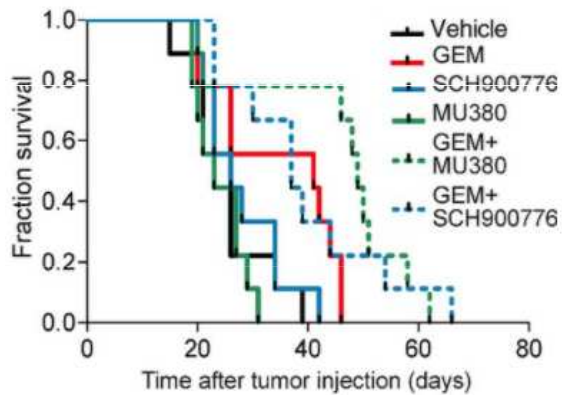 1.0
0.8
0.6
0.4
0.2
0.0
Fraction survival
0
20
40
60
80
Time after tumor injection (days)
Vehicle
GEM
SCH900776
MU380
GEM+
MU380
GEM+
SCH900776